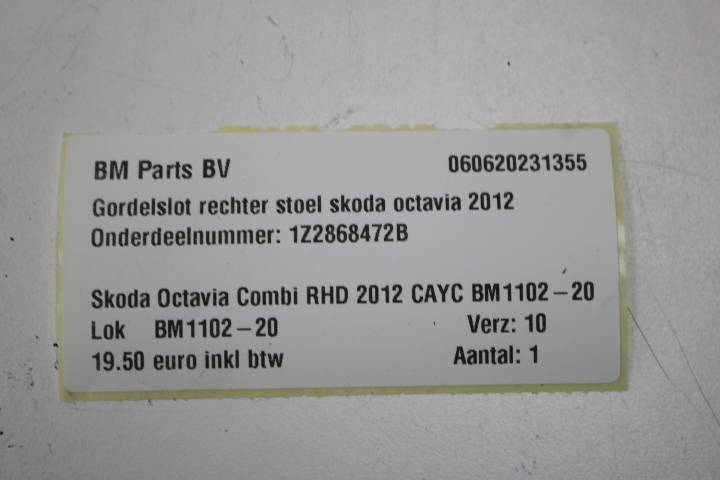 BM Parts BV 060620231355
Gordelslot rechter stoel skoda octavia 2012
Onderdeelnummer: 1Z2868472B
Skoda Octavia Combi RHD 2012 CAYC BM1102-20
Lok BM1102-20 Verz: 10
19.50 euro inkl btw Aantal: 1